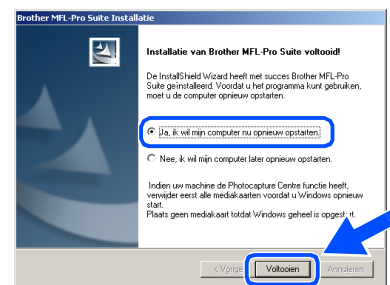 Brother MFL-Pro Suite Installatie
Installatie van Brother MFL-Pro Suite voltooid!
De InstallShield Wizard heeft met succes Brother MFL-Pro
Suite geïnstalleerd. Voordat u het programma kunt gebruiken,
moet u de computer opnieuw opstarten.
Ja, ik wil mijn computer nu opnieuw opstarten.
Nee, ik wil mijn computer later opnieuw opstarten.
Indien uw machine de Photocapture Centre functie heeft,
verwijder eerst alle mediakaarten voordat u Windows opnieuw
start.
Plaats geen mediakaart totdat Windows geheel is opgestart.
< Vorige
Voltooien
Annuleren